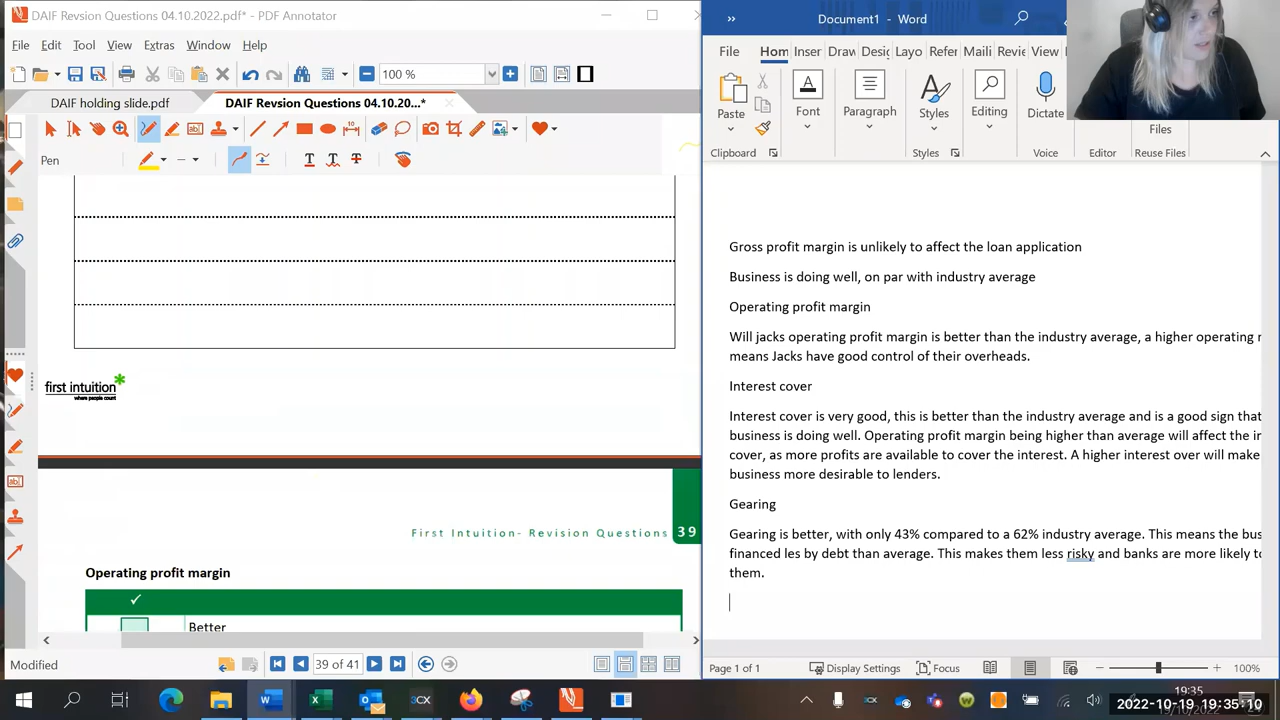 DAIF Revsion Questions 04.10.2022.pdf* - PDF Annotator
File Edit Tool View Extras Window Help
100 %
DAIF holding slide.pdf
DAIF Revsion Questions 04.10.20...*
Pen
first intuition
where people count
First Intuition- Revision Questions 39
Operating profit margin
✓
Better
39 of 41
Modified
Document1 - Word
File Hom Inser Draw Desig Layo Refer Maili Revie View
Paste
Font
Paragraph
Styles
Editing
Dictate
Files
Clipboard
Styles
Voice
Editor
Reuse Files
Gross profit margin is unlikely to affect the loan application
Business is doing well, on par with industry average
Operating profit margin
Will jacks operating profit margin is better than the industry average, a higher operating
means Jacks have good control of their overheads.
Interest cover
Interest cover is very good, this is better than the industry average and is a good sign that
business is doing well. Operating profit margin being higher than average will affect the
cover, as more profits are available to cover the interest. A higher interest over will make
business more desirable to lenders.
Gearing
Gearing is better, with only 43% compared to a 62% industry average. This means the
financed les by debt than average. This makes them less risky and banks are more likely
them.
Page 1 of 1
Display Settings
Focus
100%
19:35
2022-10-19 19:35:10